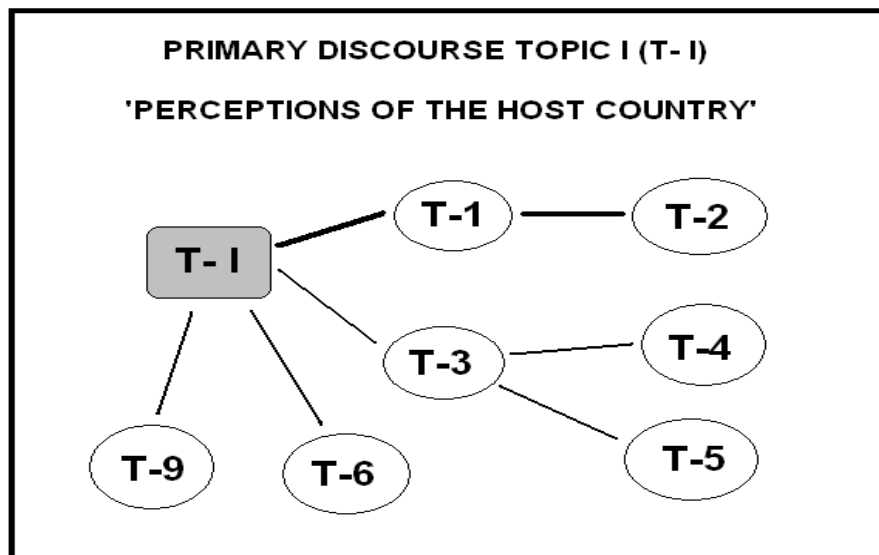 PRIMARY DISCOURSE TOPIC I (T- I)
'PERCEPTIONS OF THE HOST COUNTRY'
T-1
T-2
T- I
T-3
T-4
T-5
T-9
T-6